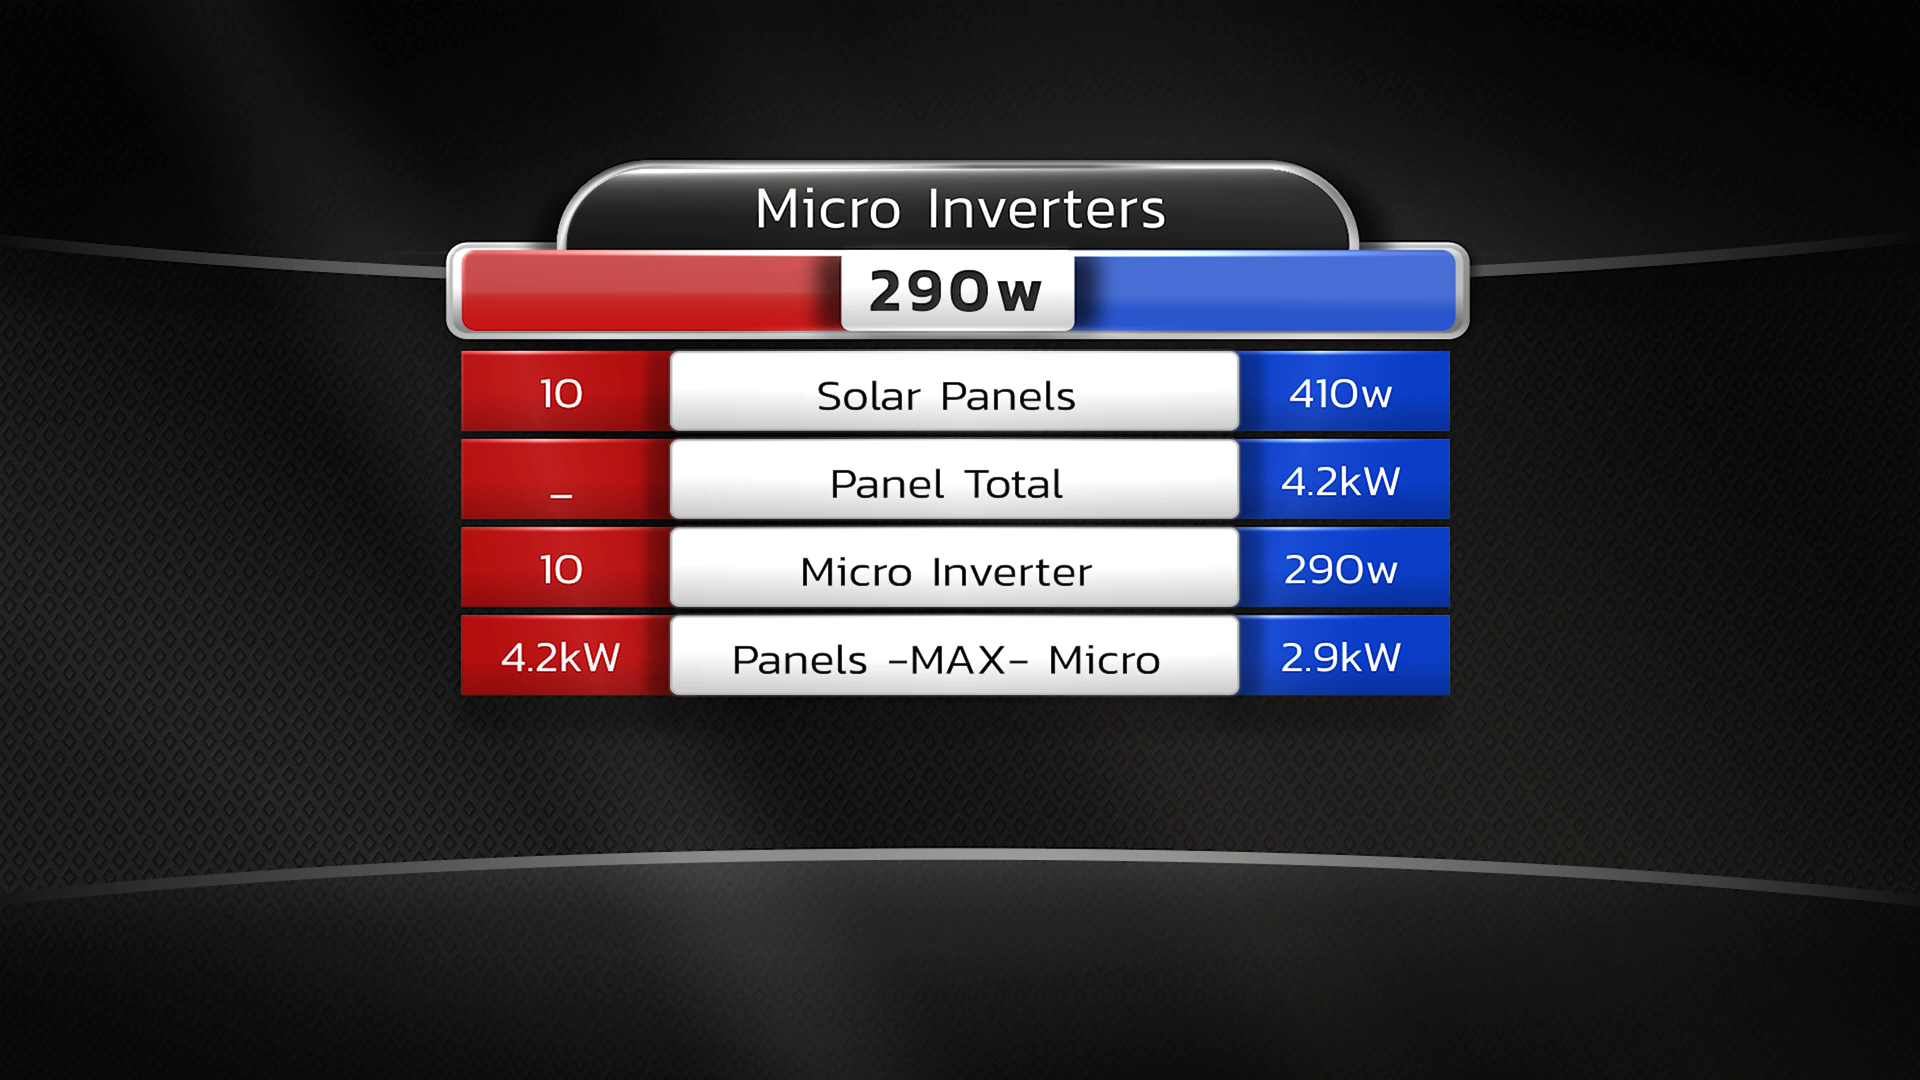 Micro Inverters
290w
10 Solar Panels 410w
_ Panel Total 4.2kW
10 Micro Inverter 290w
4.2kW Panels -MAX- Micro 2.9kW